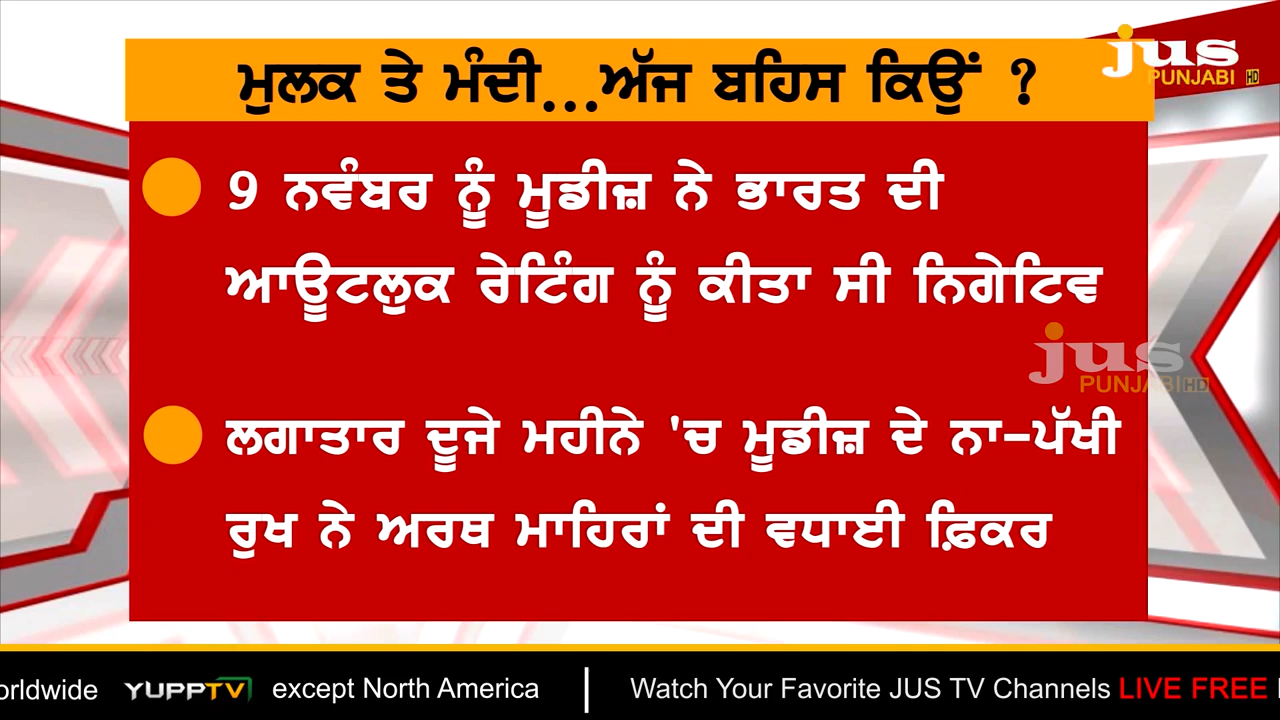 ਮੁਲਕ ਤੇ ਮੰਦੀ...ਅੱਜ ਬਹਿਸ ਕਿਉਂ ?
jus
PUNJABI HD
9 ਨਵੰਬਰ ਨੂੰ ਮੂਡੀਜ਼ ਨੇ ਭਾਰਤ ਦੀ
ਆਊਟਲੁਕ ਰੇਟਿੰਗ ਨੂੰ ਕੀਤਾ ਸੀ ਨਿਗੇਟਿਵ
jus
PUNJABI HD
ਲਗਾਤਾਰ ਦੂਜੇ ਮਹੀਨੇ 'ਚ ਮੂਡੀਜ਼ ਦੇ ਨਾ-ਪੱਖੀ
ਰੁਖ ਨੇ ਅਰਥ ਮਾਹਿਰਾਂ ਦੀ ਵਧਾਈ ਫ਼ਿਕਰ
orldwide YUPPTV except North America | Watch Your Favorite JUS TV Channels LIVE FREE